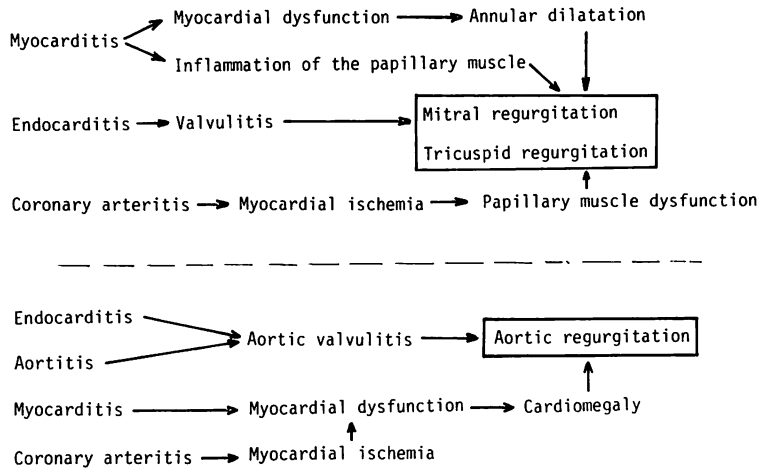 Myocardial dysfunction Annular dilatation
Myocarditis
Inflammation of the papillary muscle
Mitral regurgitation
Endocarditis Valvulitis
Tricuspid regurgitation
Coronary arteritis Myocardial ischemia Papillary muscle dysfunction
Endocarditis
Aortic valvulitis Aortic regurgitation
Aortitis
Myocarditis Myocardial dysfunction Cardiomegaly
Coronary arteritis Myocardial ischemia